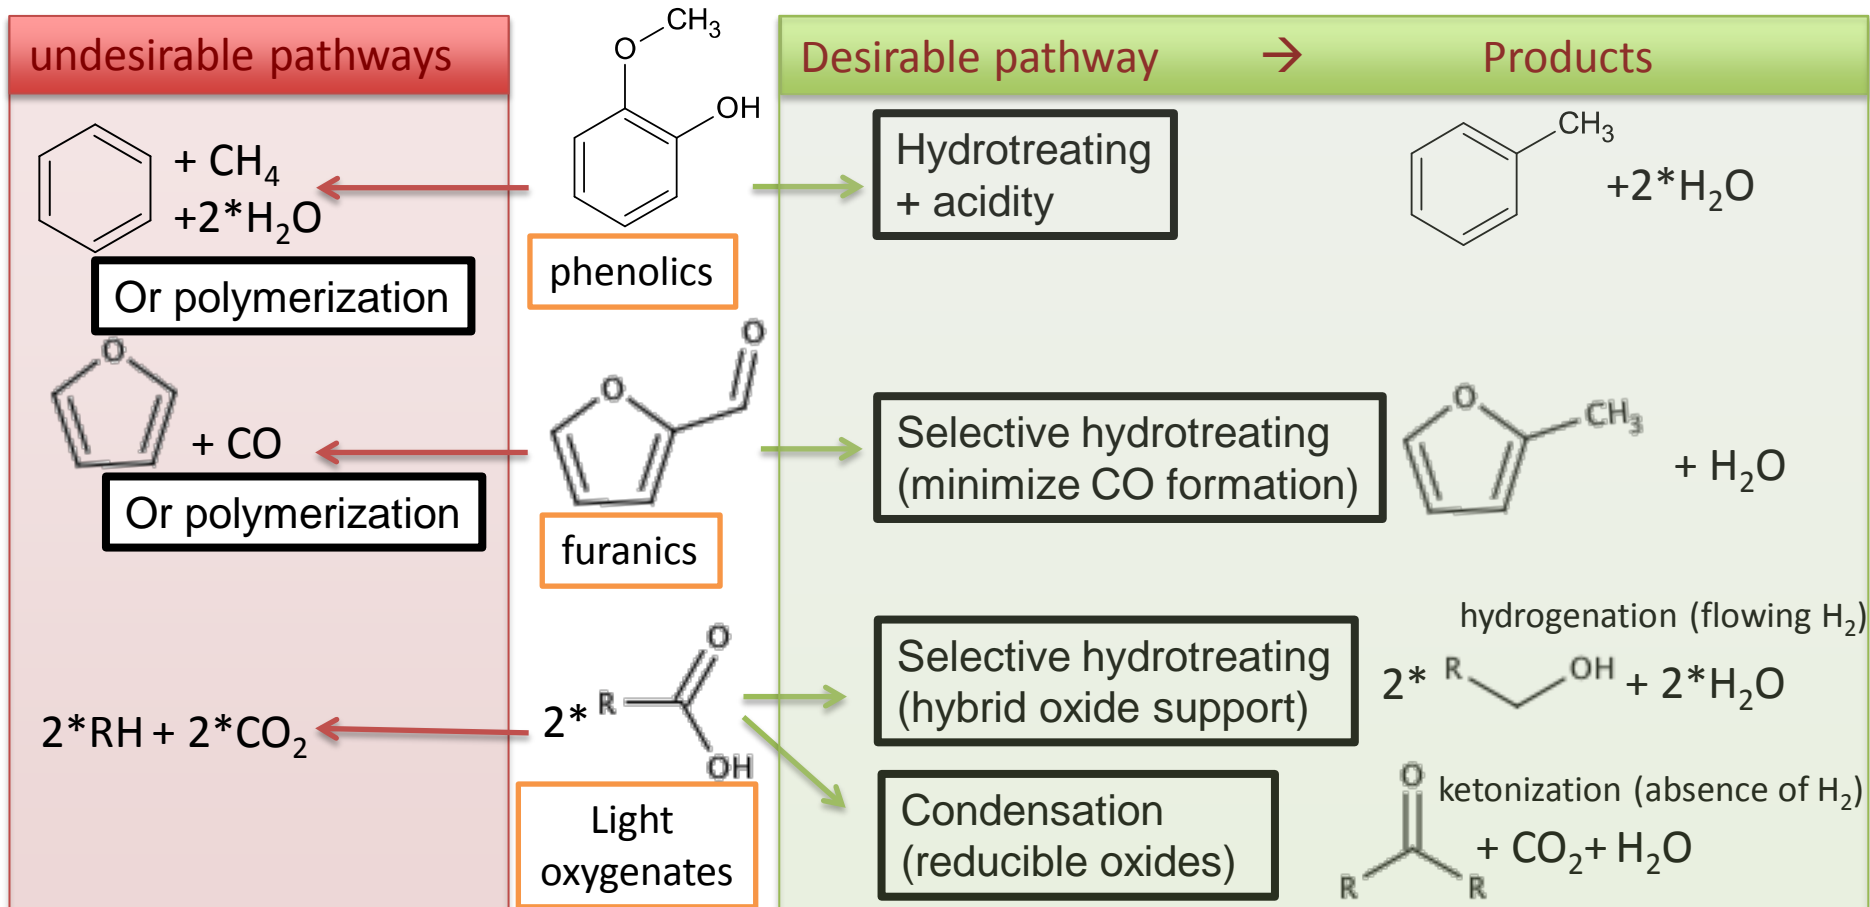 undesirable pathways
Desirable pathway → Products
O CH₃
OH
+ CH₄
+2*H₂O
Or polymerization
phenolics
Hydrotreating
+ acidity
CH₃
+2*H₂O
O
+ CO
Or polymerization
O O
furanics
Selective hydrotreating
(minimize CO formation)
O CH₃
+ H₂O
2*RH + 2*CO₂
2* R O
OH
Light
oxygenates
Selective hydrotreating
(hybrid oxide support)
hydrogenation (flowing H₂)
2* R OH + 2*H₂O
Condensation
(reducible oxides)
ketonization (absence of H₂)
O
+ CO₂+ H₂O
R R